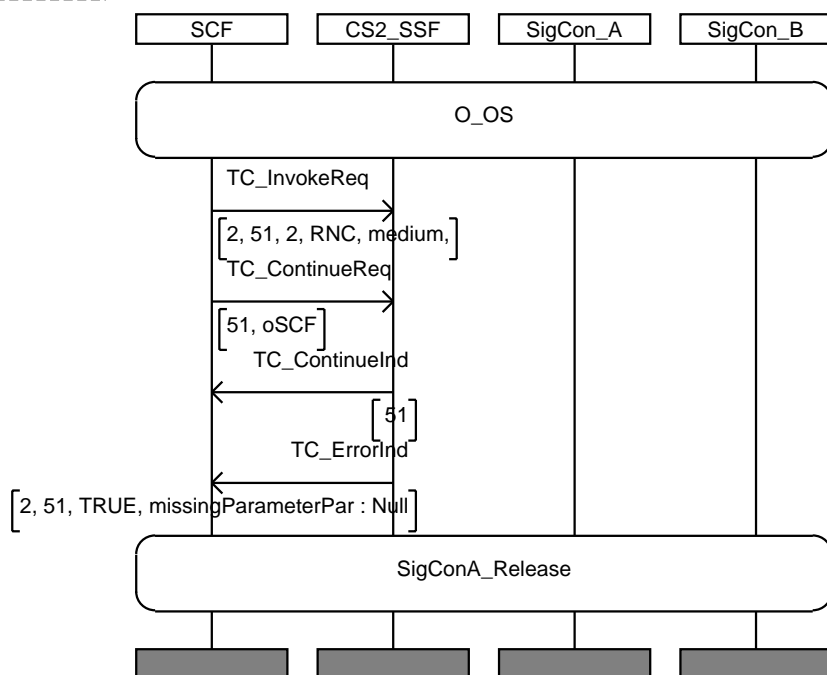 SCF CS2_SSF SigCon_A SigCon_B
O_OS
TC_InvokeReq
[2, 51, 2, RNC, medium,]
TC_ContinueReq
[51, oSCF]
TC_ContinueInd
[51]
TC_ErrorInd
[2, 51, TRUE, missingParameterPar : Null]
SigConA_Release